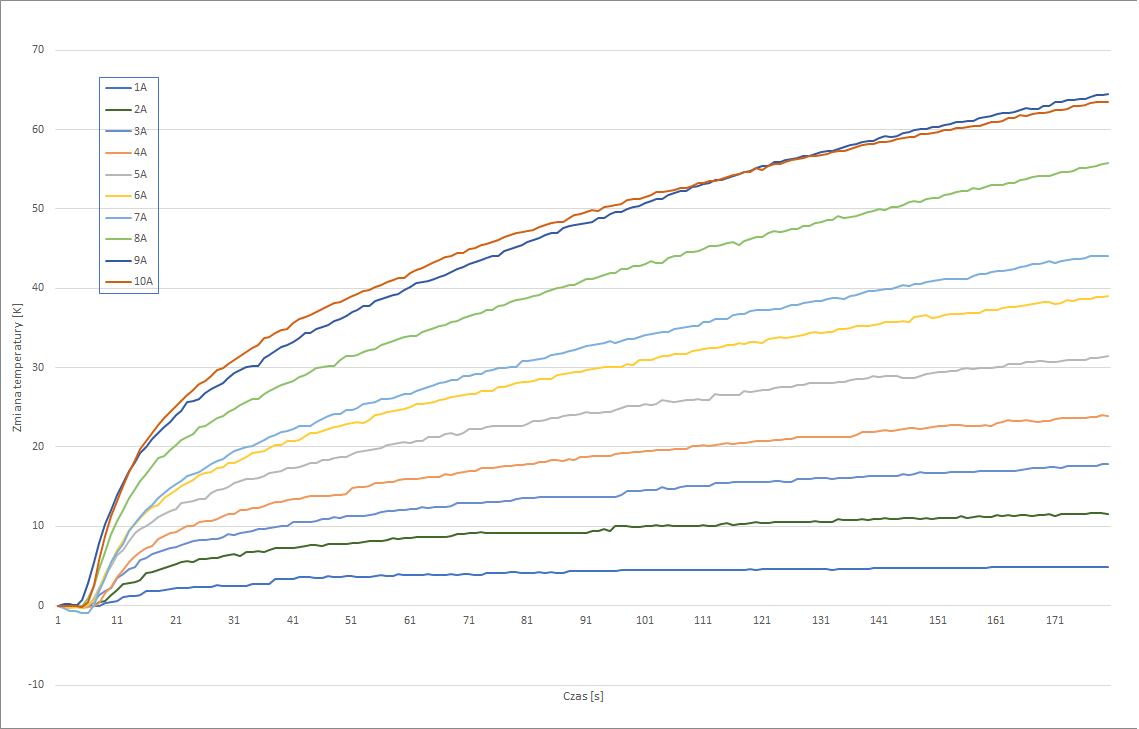 70
60
50
40
30
20
10
0
-10
1A
2A
3A
4A
5A
6A
7A
8A
9A
10A
Zmiana temperatury [K]
1 11 21 31 41 51 61 71 81 91 101 111 121 131 141 151 161 171
Czas [s]